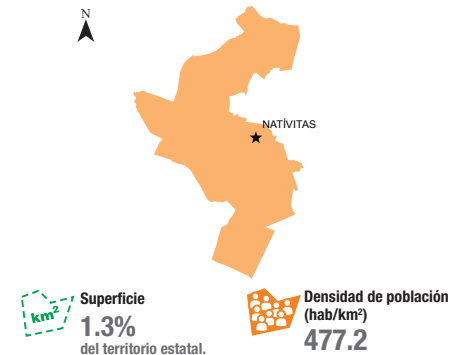 N
NATÍVITAS
km²
Superficie
1.3%
del territorio estatal.
Densidad de población
(hab/km²)
477.2